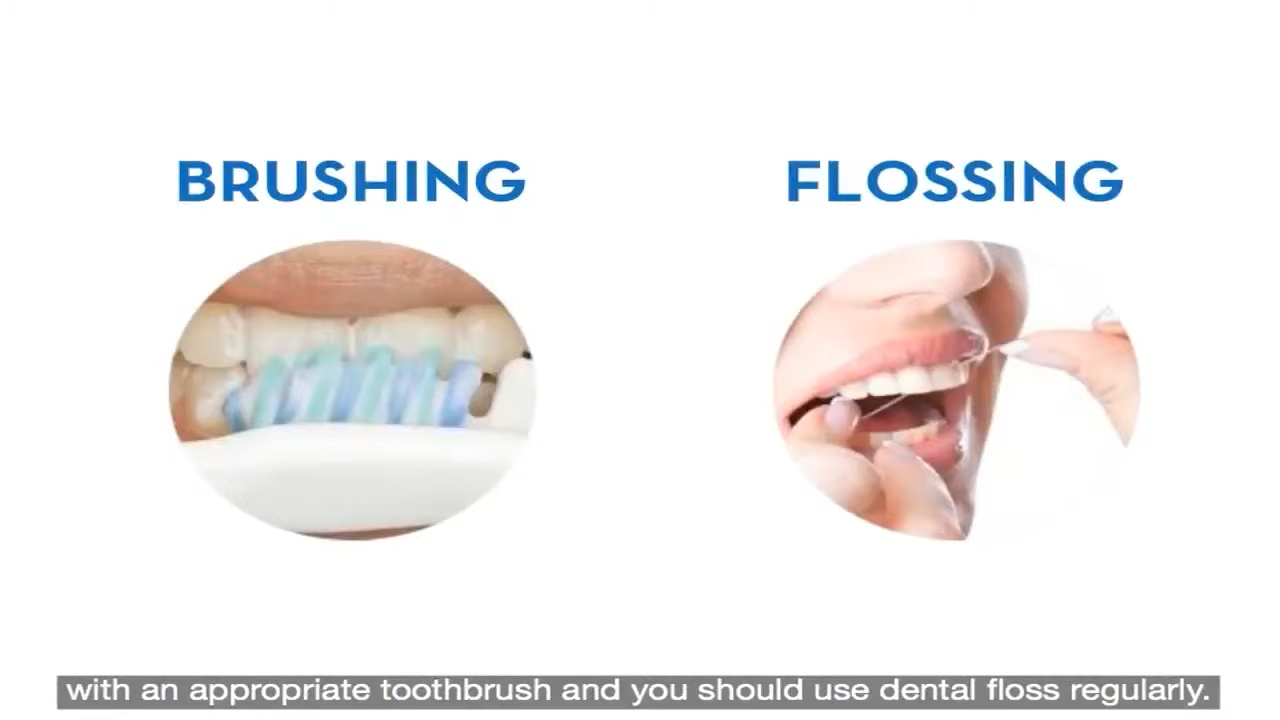 BRUSHING
FLOSSING
with an appropriate toothbrush and you should use dental floss regularly.